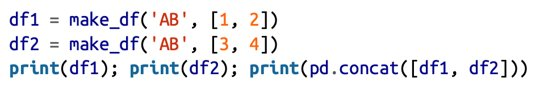 df1 = make_df('AB', [1, 2])
df2 = make_df('AB', [3, 4])
print(df1); print(df2); print(pd.concat([df1, df2]))